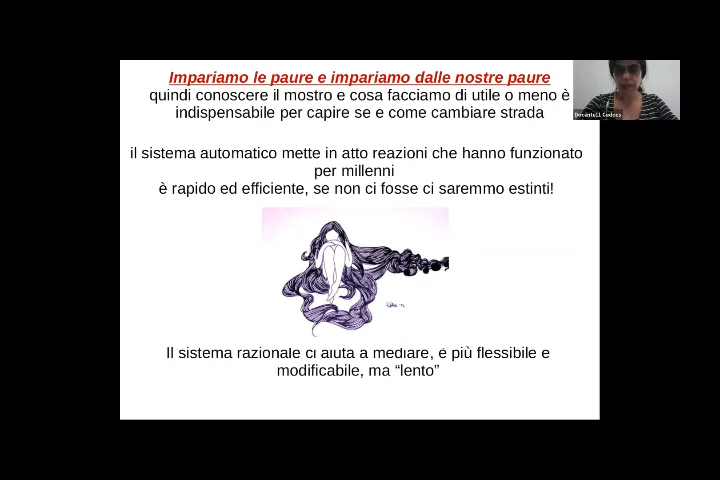 Impariamo le paure e impariamo dalle nostre paure
quindi conoscere il mostro e cosa facciamo di utile o meno è
indispensabile per capire se e come cambiare strada
il sistema automatico mette in atto reazioni che hanno funzionato
per millenni
è rapido ed efficiente, se non ci fosse ci saremmo estinti!
Il sistema razionale ci aiuta a mediare, è più flessibile e
modificabile, ma “lento”
Docente11 Cedocs